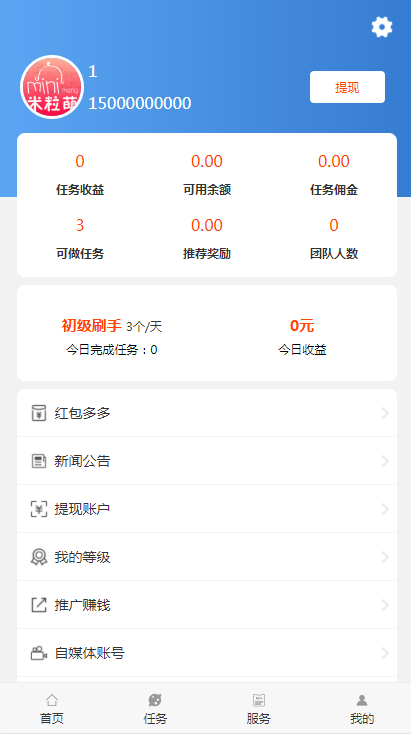 mini
meng
米粒萌
1
15000000000
提现
0 0.00 0.00
任务收益 可用余额 任务佣金
3 0.00 0
可做任务 推荐奖励 团队人数
初级刷手 3个/天 0元
今日完成任务：0 今日收益
红包多多
新闻公告
提现账户
我的等级
推广赚钱
自媒体账号
首页 任务 服务 我的